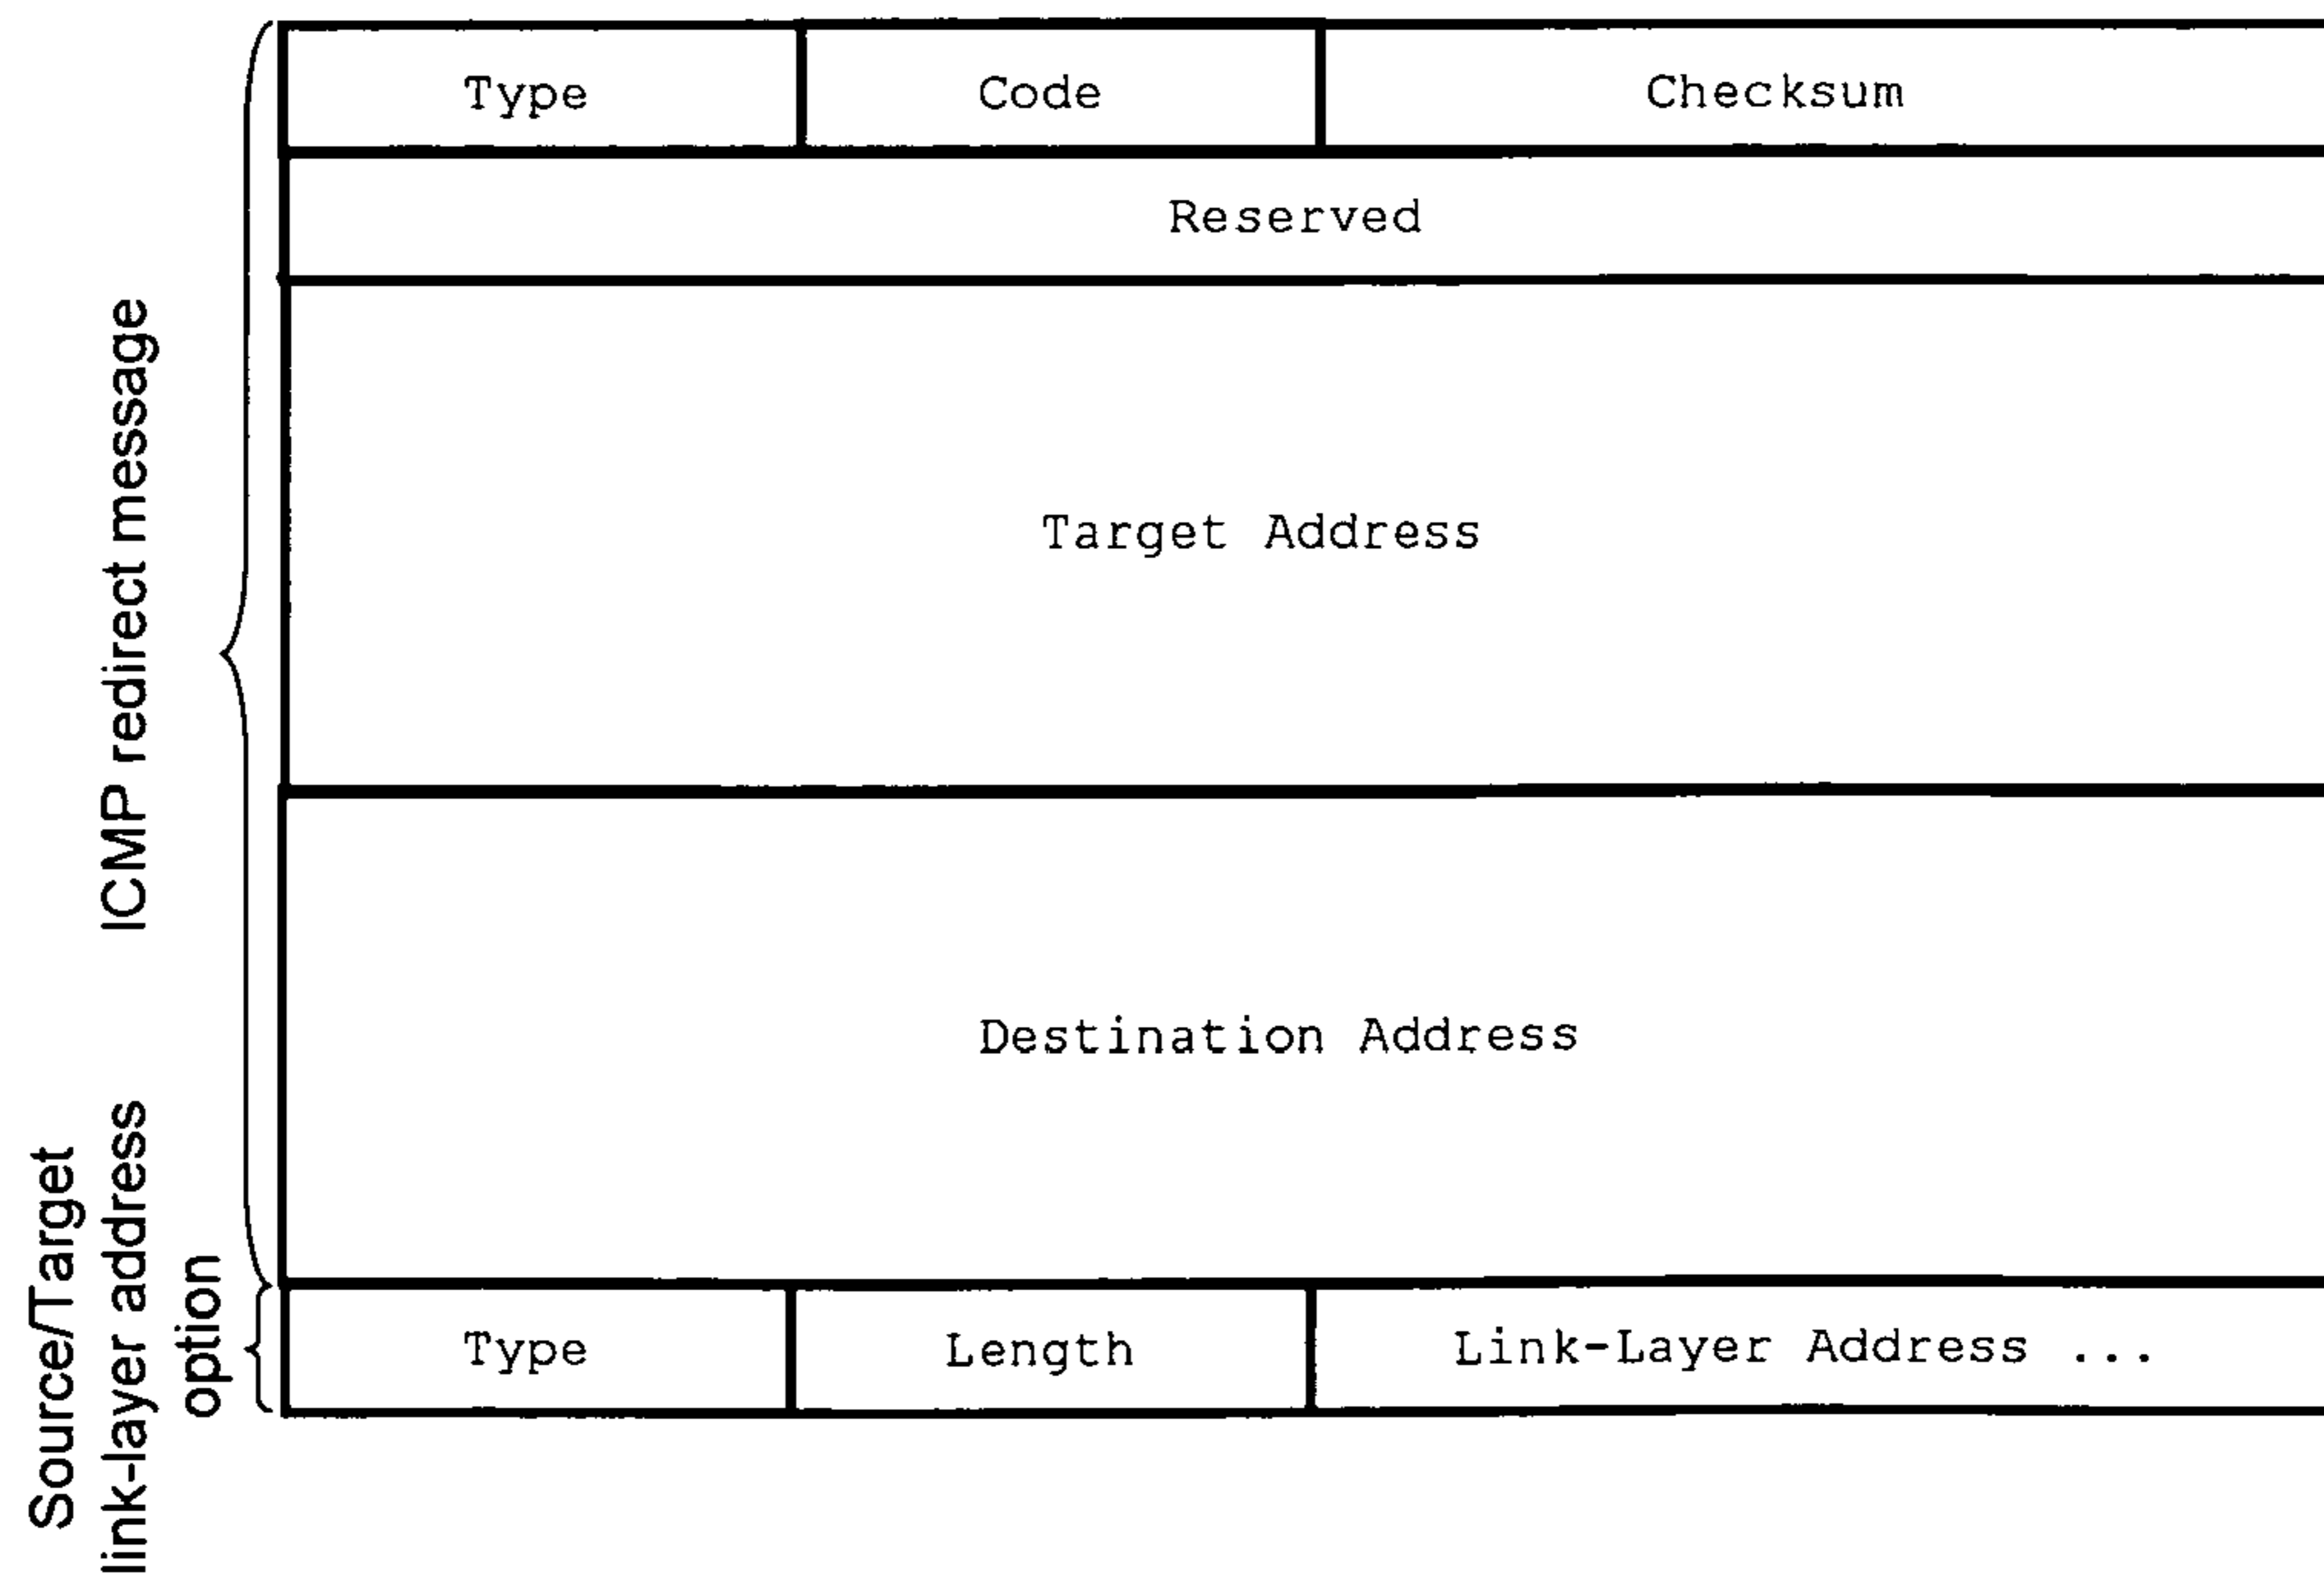 Type Code Checksum
Reserved
ICMP redirect message
Target Address
Destination Address
Source/Target
link-layer address
option
Type Length Link-Layer Address ...